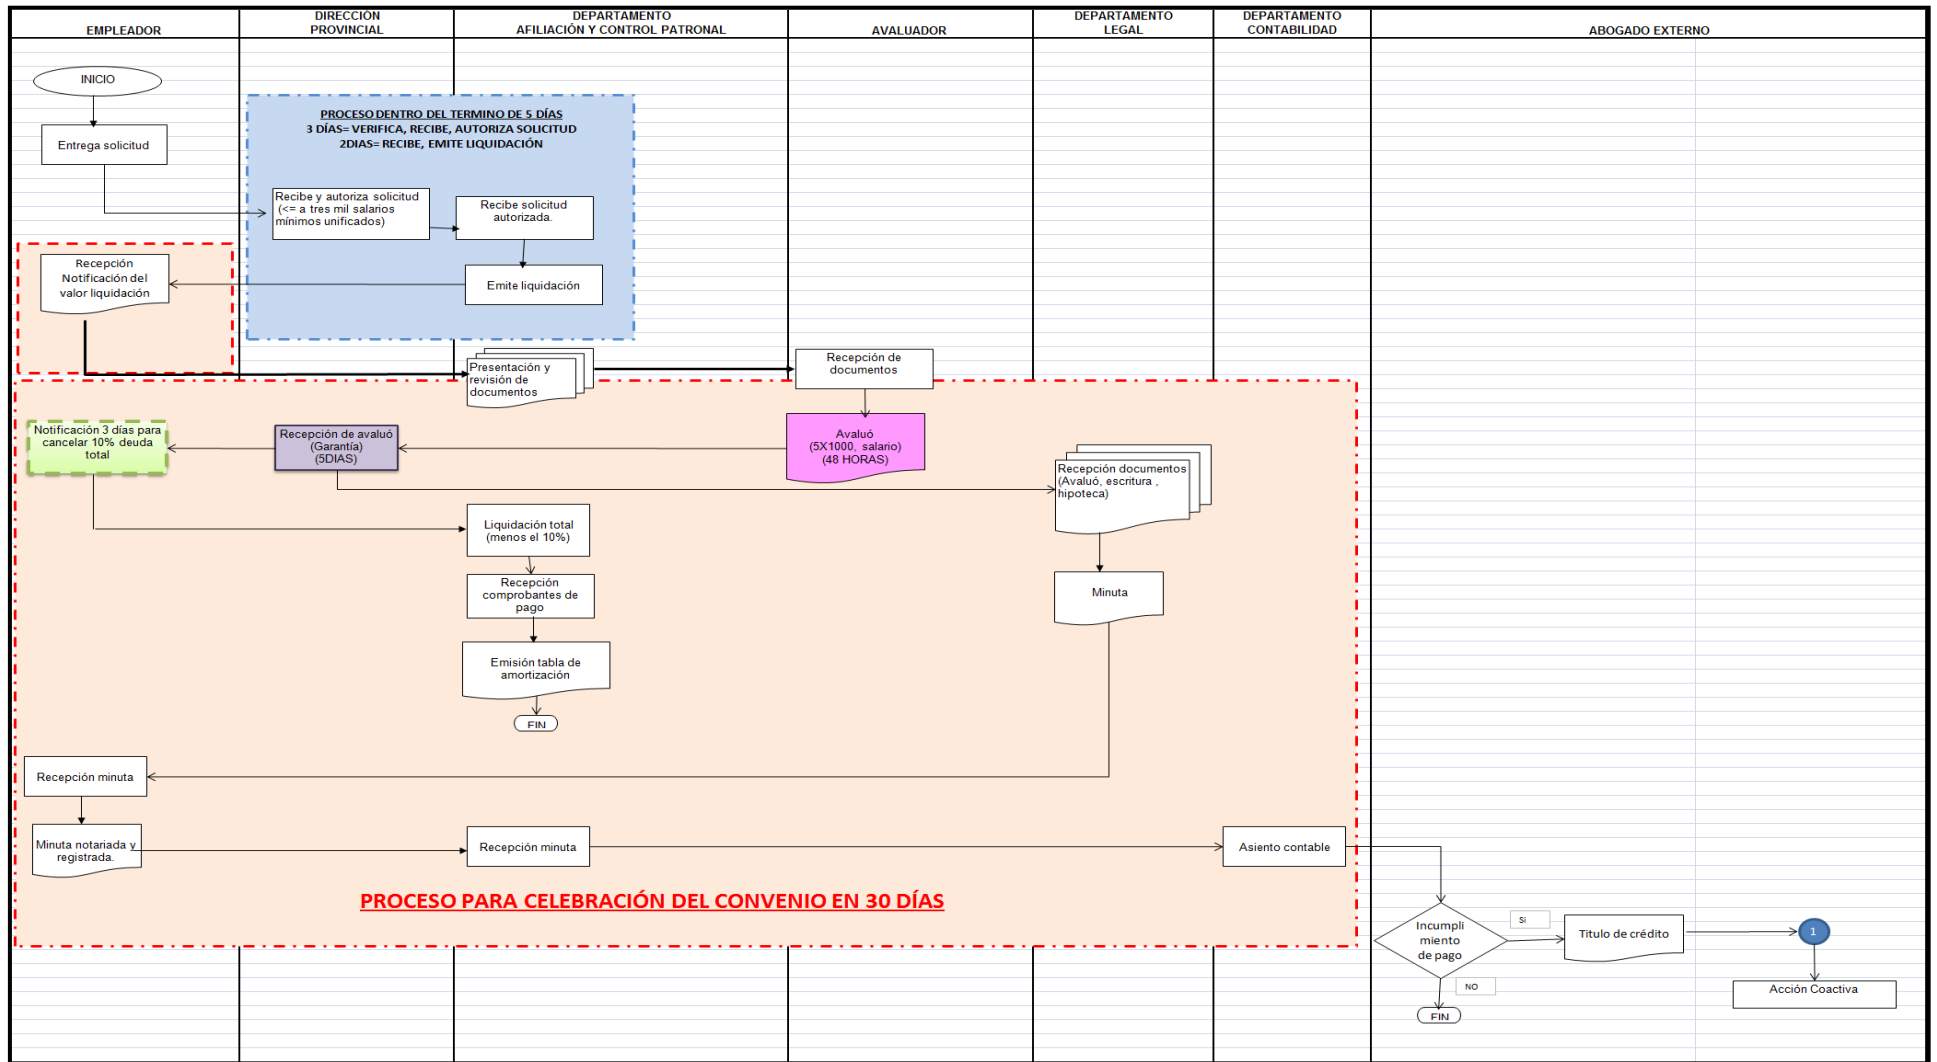 EMPLEADOR
DIRECCIÓN
PROVINCIAL
DEPARTAMENTO
AFILIACIÓN Y CONTROL PATRONAL
AVALUADOR
DEPARTAMENTO
LEGAL
DEPARTAMENTO
CONTABILIDAD
ABOGADO EXTERNO
INICIO
Entrega solicitud
PROCESO DENTRO DEL TERMINO DE 5 DÍAS
3 DÍAS= VERIFICA, RECIBE, AUTORIZA SOLICITUD
2DIAS= RECIBE, EMITE LIQUIDACIÓN
Recibe y autoriza solicitud
(<= a tres mil salarios
mínimos unificados)
Recibe solicitud
autorizada.
Emite liquidación
Recepción
Notificación del
valor liquidación
Presentación y
revisión de
documentos
Recepción de
documentos
Notificación 3 días para
cancelar 10% deuda
total
Recepción de avaluó
(Garantía)
(5DIAS)
Avaluó
(5X1000, salario)
(48 HORAS)
Recepción documentos
(Avaluó, escritura ,
hipoteca)
Liquidación total
(menos el 10%)
Recepción
comprobantes de
pago
Minuta
Emisión tabla de
amortización
FIN
Recepción minuta
Minuta notariada y
registrada.
Recepción minuta
Asiento contable
PROCESO PARA CELEBRACIÓN DEL CONVENIO EN 30 DÍAS
Incumpli
miento
de pago
Si
Titulo de crédito
1
NO
Acción Coactiva
FIN